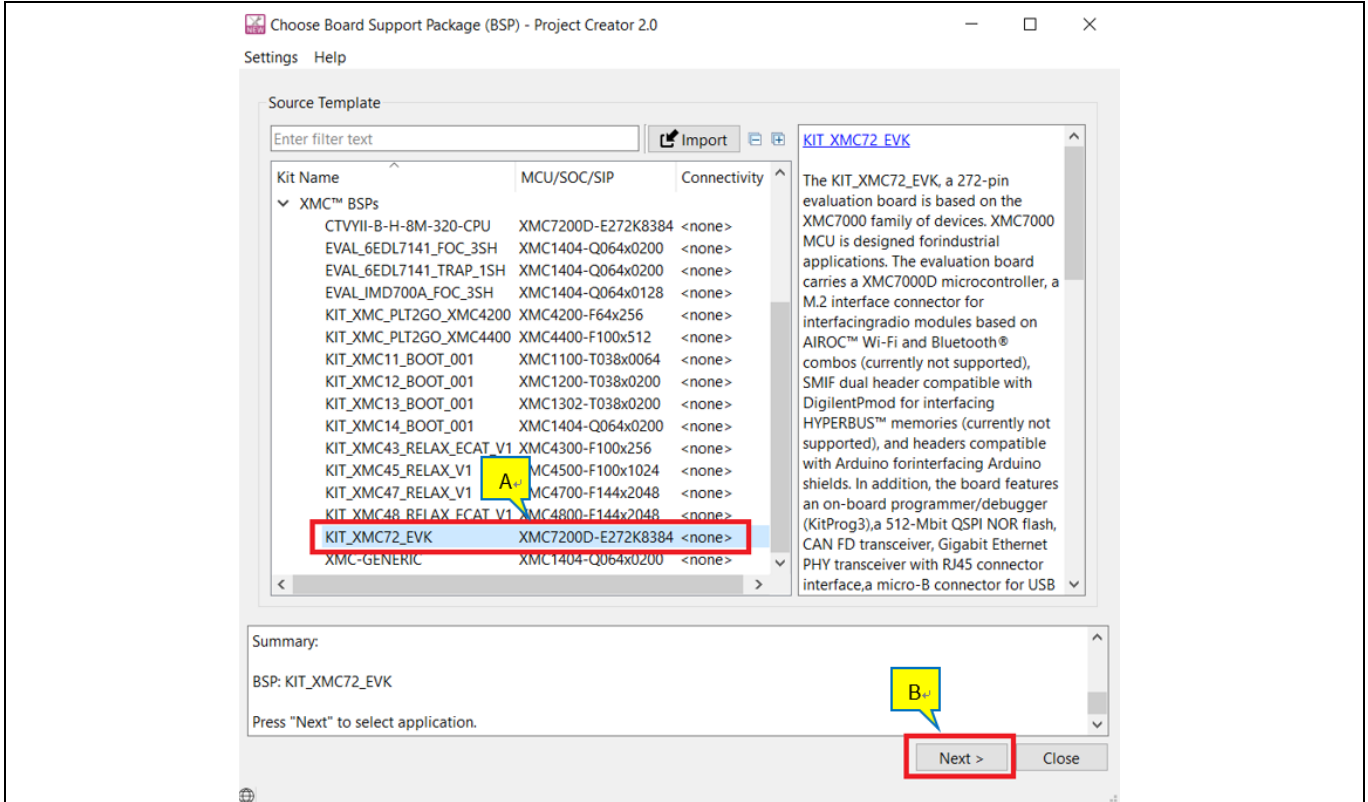 Choose Board Support Package (BSP) - Project Creator 2.0
Settings Help
Source Template
Enter filter text
Import
Kit Name MCU/SOC/SIP Connectivity
XMC™ BSPs
CTVYII-B-H-8M-320-CPU XMC7200D-E272K8384 <none>
EVAL_6EDL7141_FOC_3SH XMC1404-Q064x0200 <none>
EVAL_6EDL7141_TRAP_1SH XMC1404-Q064x0200 <none>
EVAL_IMD700A_FOC_3SH XMC1404-Q064x0128 <none>
KIT_XMC_PLT2GO_XMC4200 XMC4200-F64x256 <none>
KIT_XMC_PLT2GO_XMC4400 XMC4400-F100x512 <none>
KIT_XMC11_BOOT_001 XMC1100-T038x0064 <none>
KIT_XMC12_BOOT_001 XMC1200-T038x0200 <none>
KIT_XMC13_BOOT_001 XMC1302-T038x0200 <none>
KIT_XMC14_BOOT_001 XMC1404-Q064x0200 <none>
KIT_XMC43_RELAX_ECAT_V1 XMC4300-F100x256 <none>
KIT_XMC45_RELAX_V1 XMC4500-F100x1024 <none>
KIT_XMC47_RELAX_V1 XMC4700-F144x2048 <none>
KIT_XMC48_RELAX_ECAT_V1 XMC4800-F144x2048 <none>
KIT_XMC72_EVK XMC7200D-E272K8384 <none>
XMC-GENERIC XMC1404-Q064x0200 <none>
A
KIT_XMC72_EVK
The KIT_XMC72_EVK, a 272-pin
evaluation board is based on the
XMC7000 family of devices. XMC7000
MCU is designed forindustrial
applications. The evaluation board
carries a XMC7000D microcontroller, a
M.2 interface connector for
interfacingradio modules based on
AIROC™ Wi-Fi and Bluetooth®
combos (currently not supported),
SMIF dual header compatible with
DigilentPmod for interfacing
HYPERBUS™ memories (currently not
supported), and headers compatible
with Arduino forinterfacing Arduino
shields. In addition, the board features
an on-board programmer/debugger
(KitProg3),a 512-Mbit QSPI NOR flash,
CAN FD transceiver, Gigabit Ethernet
PHY transceiver with RJ45 connector
interface,a micro-B connector for USB
Summary:
BSP: KIT_XMC72_EVK
Press "Next" to select application.
B
Next > Close